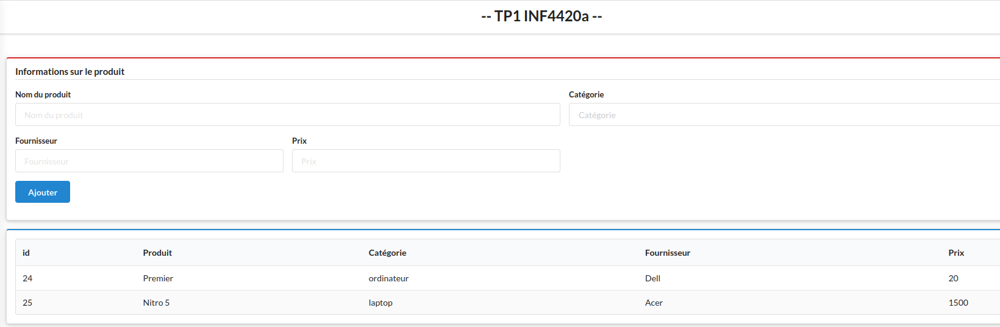 -- TP1 INF4420a --
Informations sur le produit
Nom du produit Catégorie
Nom du produit Catégorie
Fournisseur Prix
Fournisseur Prix
Ajouter
id Produit Catégorie Fournisseur Prix
24 Premier ordinateur Dell 20
25 Nitro 5 laptop Acer 1500